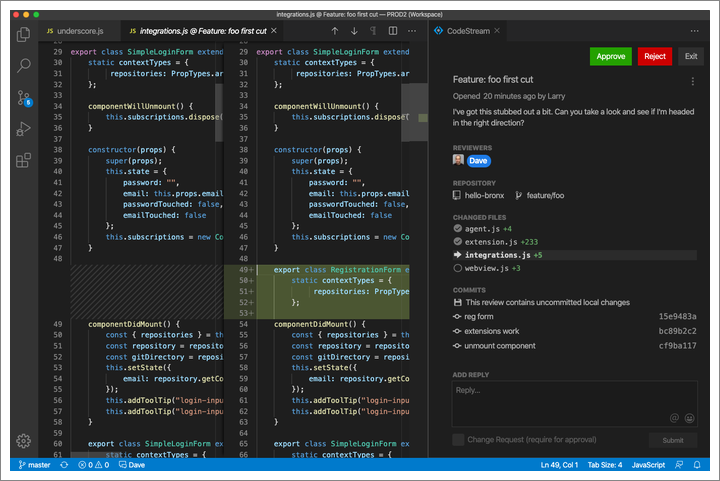 integrations.js @ Feature: foo first cut — PROD2 (Workspace)
JS underscore.js
JS integrations.js @ Feature: foo first cut
CodeStream
29 export class SimpleLoginForm extend
30 static contextTypes = {
31 repositories: PropTypes.ar
32 };
33
34 componentWillUnmount() {
35 this.subscriptions.dispose(
36 }
37
38 constructor(props) {
39 super(props);
40 this.state = {
41 password: "",
42 email: this.props.email
43 passwordTouched: false,
44 emailTouched: false
45 };
46 this.subscriptions = new Co
47 }
48
49 componentDidMount() {
50 const { repositories } = th
51 const repository = reposito
52 const gitDirectory = reposi
53 this.setState({
54 email: repository.getCo
55 });
56 this.addToolTip("login-inpu
57 this.addToolTip("login-inpu
58 }
59
60 export class SimpleLoginForm ex
61 static contextTypes = {
29 export class SimpleLoginForm extend
30 static contextTypes = {
31 repositories: PropTypes.ar
32 };
33
34 componentWillUnmount() {
35 this.subscriptions.dispose(
36 }
37
38 constructor(props) {
39 super(props);
40 this.state = {
41 password: "",
42 email: this.props.email
43 passwordTouched: false,
44 emailTouched: false
45 };
46 this.subscriptions = new Co
47 }
48
49+ export class RegistrationForm e
50+ static contextTypes = {
51+ repositories: PropType
52+ };
53+
54 componentDidMount() {
55 const { repositories } = th
56 const repository = reposito
57 const gitDirectory = reposi
58 this.setState({
59 email: repository.getCo
60 });
61 this.addToolTip("login-inpu
62 this.addToolTip("login-inpu
63 }
64
65 export class SimpleLoginForm ex
66 static contextTypes = {
Approve
Reject
Exit
Feature: foo first cut
Opened 20 minutes ago by Larry
I've got this stubbed out a bit. Can you take a look and see if I'm headed
in the right direction?
REVIEWERS
Dave
REPOSITORY
hello-bronx feature/foo
CHANGED FILES
agent.js +4
extension.js +233
integrations.js +5
webview.js +3
COMMITS
This review contains uncommitted local changes
reg form 15e9483a
extensions work bc89b2c2
unmount component cf9ba117
ADD REPLY
Reply...
Change Request (require for approval)
Submit
5
master
0
0
Dave
Ln 49, Col 1
Tab Size: 4
JavaScript